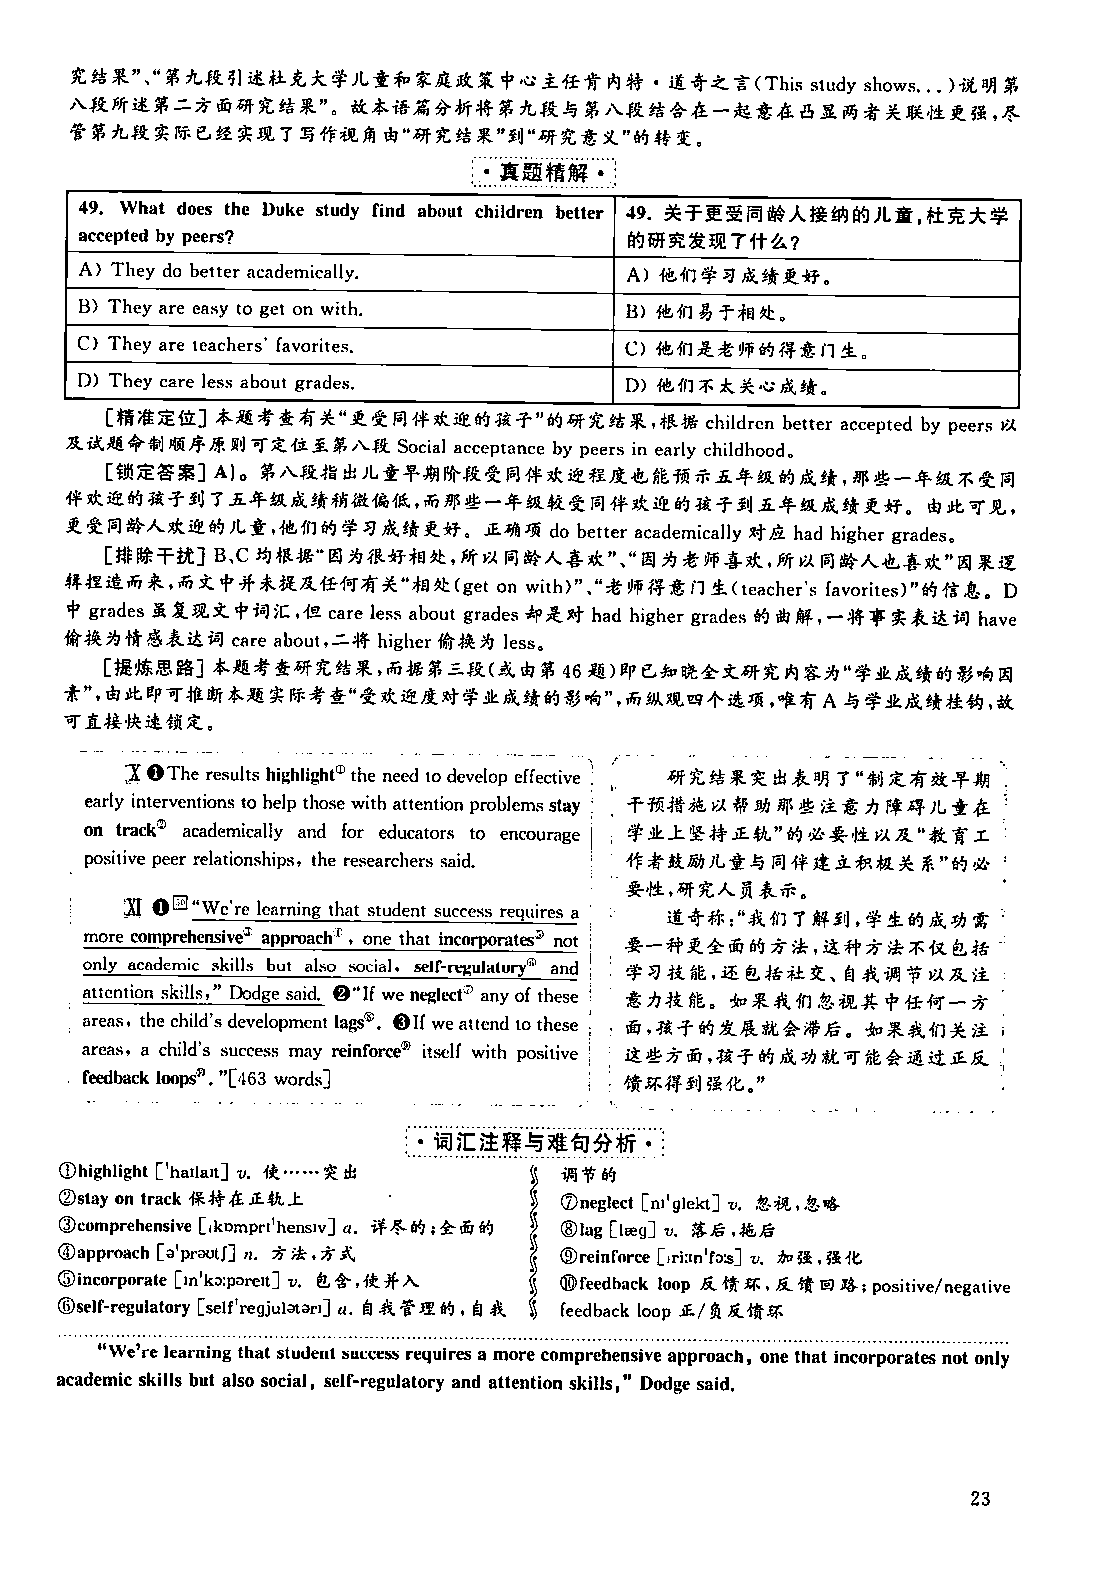 究结果”、“第九段引述杜克大学儿童和家庭政策中心主任肯内特·道奇之言(This study shows...)说明第
八段所述第二方面研究结果”。故本语篇分析将第九段与第八段结合在一起意在凸显两者关联性更强,尽
管第九段实际已经实现了写作视角由“研究结果”到“研究意义”的转变。
·真题精解·
49. What does the Duke study find about children better
accepted by peers?
49. 关于更受同龄人接纳的儿童,杜克大学
的研究发现了什么?
A) They do better academically.
A) 他们学习成绩更好。
B) They are easy to get on with.
B) 他们易于相处。
C) They are teachers' favorites.
C) 他们是老师的得意门生。
D) They care less about grades.
D) 他们不太关心成绩。
[精准定位] 本题考查有关“更受同伴欢迎的孩子”的研究结果,根据 children better accepted by peers 以
及试题命制顺序原则可定位至第八段 Social acceptance by peers in early childhood。
[锁定答案] A)。第八段指出儿童早期阶段受同伴欢迎程度也能预示五年级的成绩,那些一年级不受同
伴欢迎的孩子到了五年级成绩稍微偏低,而那些一年级较受同伴欢迎的孩子到五年级成绩更好。由此可见,
更受同龄人欢迎的儿童,他们的学习成绩更好。正确项 do better academically 对应 had higher grades。
[排除干扰] B、C 均根据“因为很好相处,所以同龄人喜欢”、“因为老师喜欢,所以同龄人也喜欢”因果逻
辑捏造而来,而文中并未提及任何有关“相处(get on with)”、“老师得意门生(teacher's favorites)”的信息。D
中 grades 虽复现文中词汇,但 care less about grades 却是对 had higher grades 的曲解,一将事实表达词 have
偷换为情感表达词 care about,二将 higher 偷换为 less。
[提炼思路] 本题考查研究结果,而据第三段(或由第 46 题)即已知晓全文研究内容为“学业成绩的影响因
素”,由此即可推断本题实际考查“受欢迎度对学业成绩的影响”,而纵观四个选项,唯有 A 与学业成绩挂钩,故
可直接快速锁定。
X ❶The results highlight① the need to develop effective
early interventions to help those with attention problems stay
on track② academically and for educators to encourage
positive peer relationships, the researchers said.
XI ❶50“We're learning that student success requires a
more comprehensive③ approach④, one that incorporates⑤ not
only academic skills but also social, self-regulatory⑥ and
attention skills,” Dodge said. ❷“If we neglect⑦ any of these
areas, the child's development lags⑧. ❸If we attend to these
areas, a child's success may reinforce⑨ itself with positive
feedback loops⑩.”[463 words]
研究结果突出表明了“制定有效早期
干预措施以帮助那些注意力障碍儿童在
学业上坚持正轨”的必要性以及“教育工
作者鼓励儿童与同伴建立积极关系”的必
要性,研究人员表示。
道奇称:“我们了解到,学生的成功需
要一种更全面的方法,这种方法不仅包括
学习技能,还包括社交、自我调节以及注
意力技能。如果我们忽视其中任何一方
面,孩子的发展就会滞后。如果我们关注
这些方面,孩子的成功就可能会通过正反
馈环得到强化。”
·词汇注释与难句分析·
①highlight [ˈhaɪlaɪt] v. 使……突出
②stay on track 保持在正轨上
③comprehensive [ˌkɒmprɪˈhensɪv] a. 详尽的;全面的
④approach [əˈprəʊtʃ] n. 方法,方式
⑤incorporate [ɪnˈkɔːpəreɪt] v. 包含,使并入
⑥self-regulatory [selfˈregjulətərɪ] a. 自我管理的,自我
调节的
⑦neglect [nɪˈglekt] v. 忽视,忽略
⑧lag [læg] v. 落后,拖后
⑨reinforce [ˌriːɪnˈfɔːs] v. 加强,强化
⑩feedback loop 反馈环,反馈回路; positive/negative
feedback loop 正/负反馈环
“We're learning that student success requires a more comprehensive approach, one that incorporates not only
academic skills but also social, self-regulatory and attention skills,” Dodge said.
23